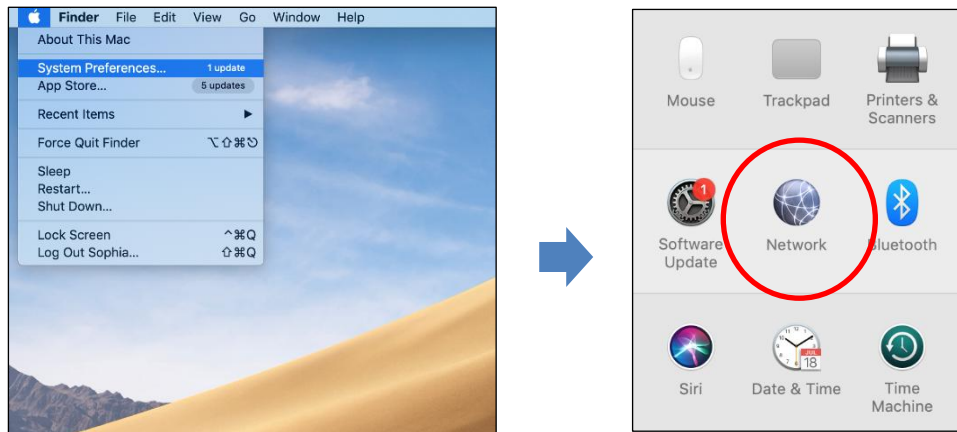 Finder File Edit View Go Window Help
About This Mac
System Preferences... 1 update
App Store... 5 updates
Recent Items ▶
Force Quit Finder ⌥⇧⌘⎋
Sleep
Restart...
Shut Down...
Lock Screen ^⌘Q
Log Out Sophia... ⇧⌘Q
Mouse Trackpad Printers &
Scanners
1
Software Network Bluetooth
Update
JUL
18
Siri Date & Time Time
Machine